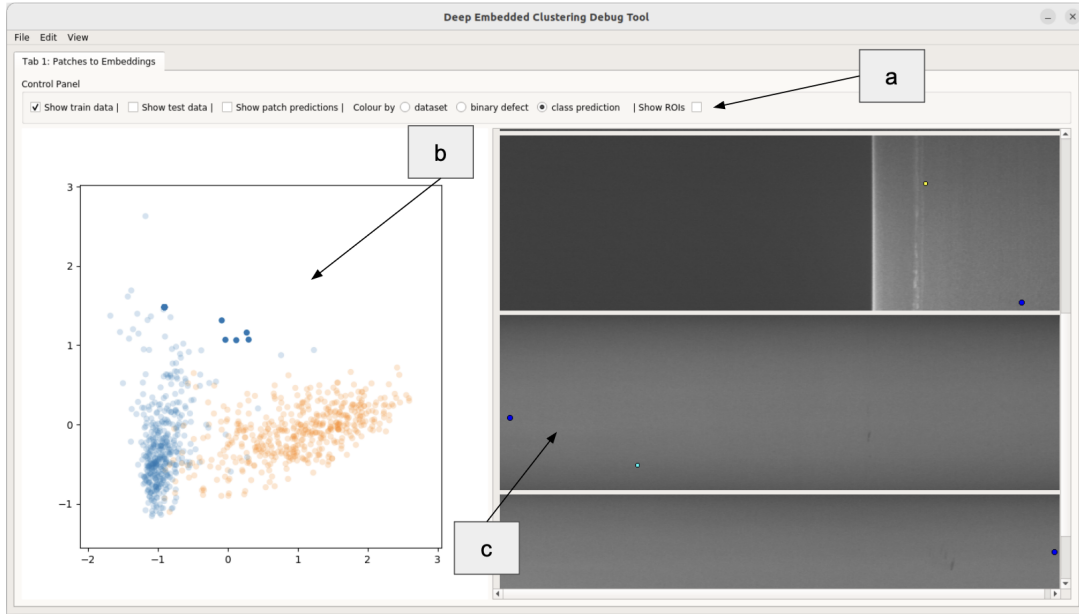 Deep Embedded Clustering Debug Tool
File Edit View
Tab 1: Patches to Embeddings
Control Panel
Show train data | Show test data | Show patch predictions | Colour by dataset binary defect class prediction | Show ROIs
a
b
c
3
2
1
0
−1
−2 −1 0 1 2 3